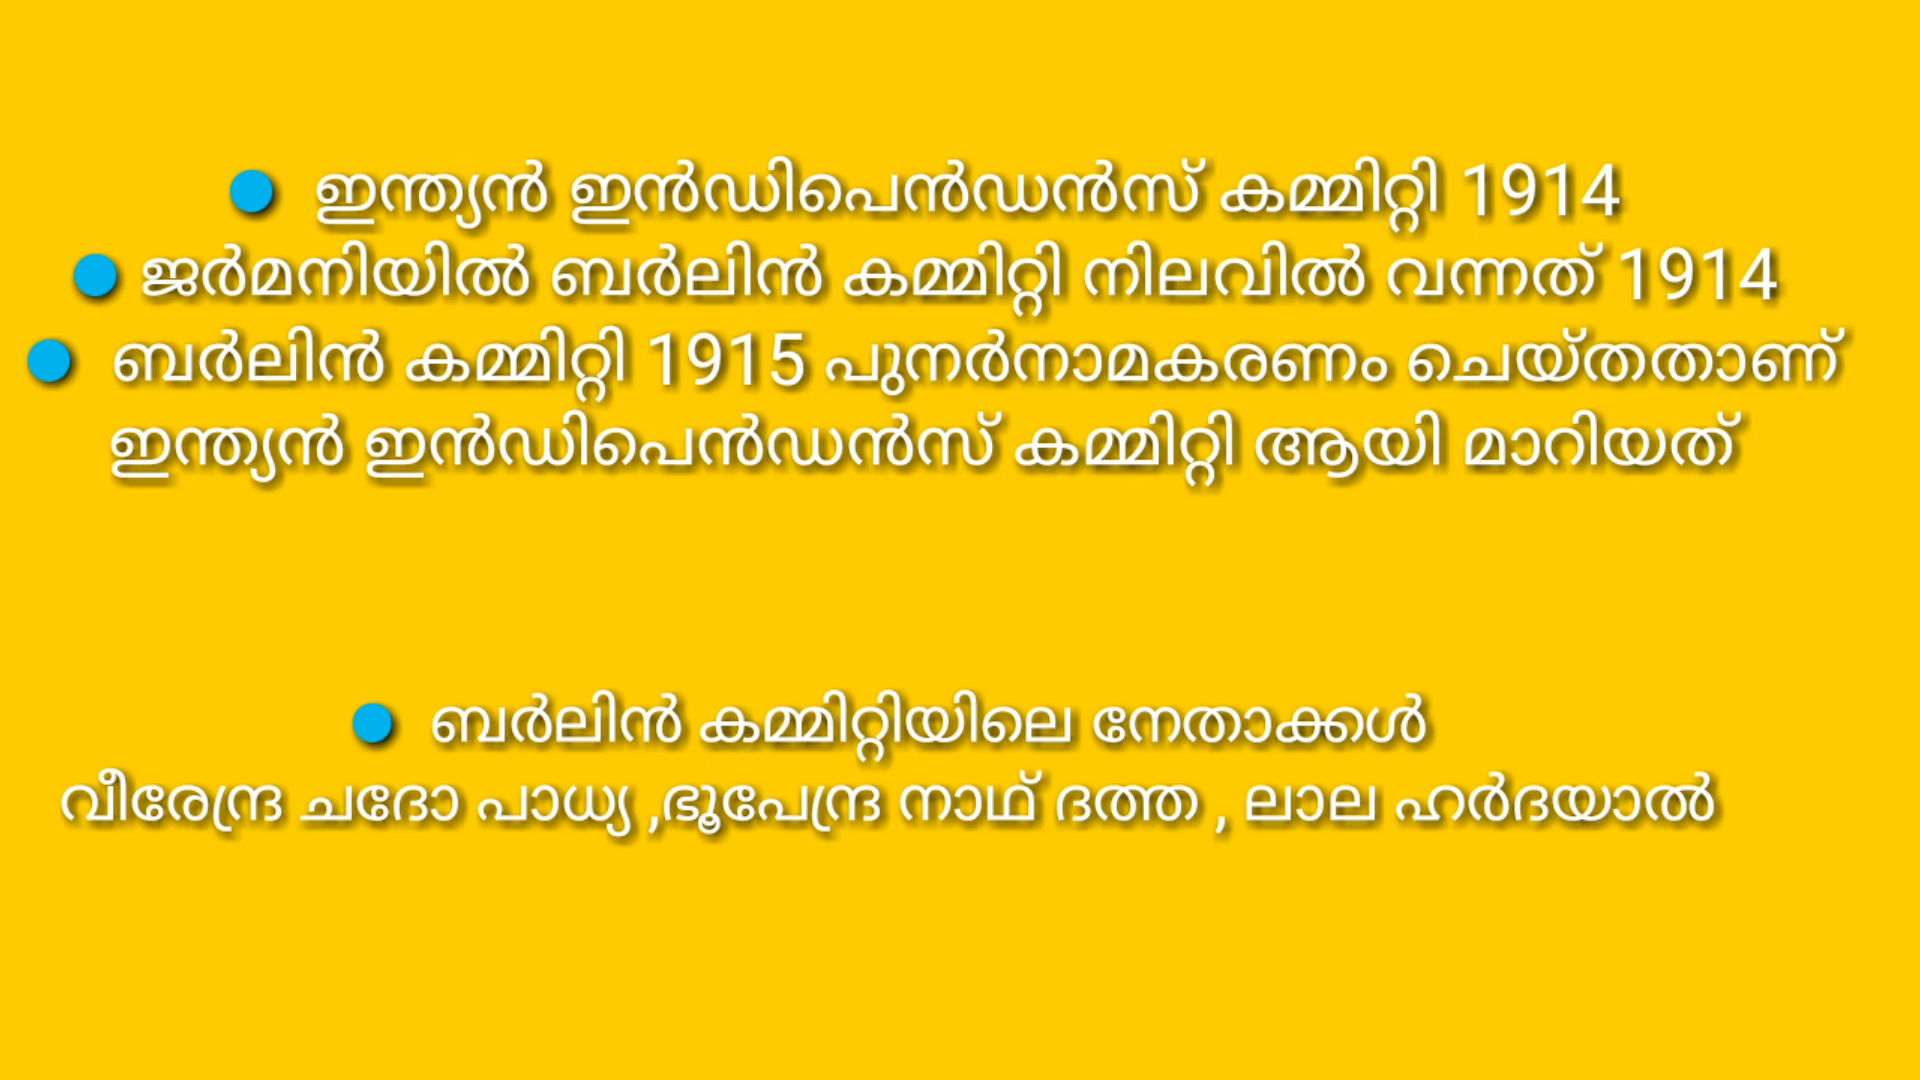 ഇന്ത്യൻ ഇൻഡിപെൻഡൻസ് കമ്മിറ്റി 1914
ജർമനിയിൽ ബർലിൻ കമ്മിറ്റി നിലവിൽ വന്നത് 1914
ബർലിൻ കമ്മിറ്റി 1915 പുനർനാമകരണം ചെയ്തതാണ്
ഇന്ത്യൻ ഇൻഡിപെൻഡൻസ് കമ്മിറ്റി ആയി മാറിയത്
ബർലിൻ കമ്മിറ്റിയിലെ നേതാക്കൾ
വീരേന്ദ്ര ചദോ പാധ്യ ,ഭൂപേന്ദ്ര നാഥ് ദത്ത , ലാല ഹർദയാൽ